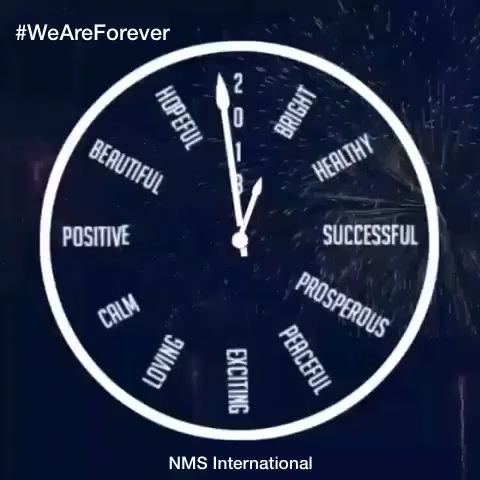 #WeAreForever
2
0
1
8
BRIGHT
HEALTHY
SUCCESSFUL
PROSPEROUS
PEACEFUL
EXCITING
LOVING
CALM
POSITIVE
BEAUTIFUL
HOPEFUL
NMS International